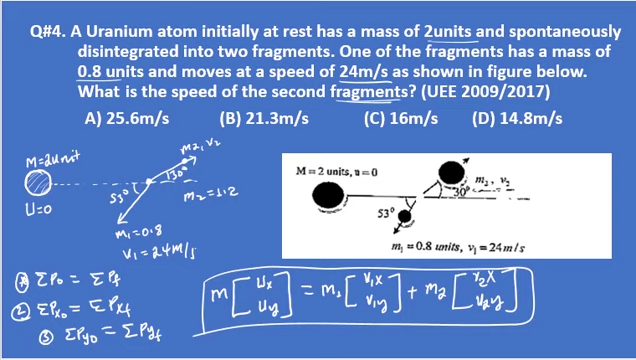 Q#4. A Uranium atom initially at rest has a mass of 2units and spontaneously
disintegrated into two fragments. One of the fragments has a mass of
0.8 units and moves at a speed of 24m/s as shown in figure below.
What is the speed of the second fragments? (UEE 2009/2017)
A) 25.6m/s (B) 21.3m/s (C) 16m/s (D) 14.8m/s
M=2unit
U=0
m2, v2
30°
53°
m2=1.2
m1=0.8
V1=24m/s
M=2 units, u=0
m2, v2
30°
53°
m1=0.8 units, v1=24m/s
① ΣPo = ΣPf
② ΣPxo = ΣPxf
③ ΣPyo = ΣPyf
m [Ux Uy] = m1 [V1x V1y] + m2 [V2x V2y]